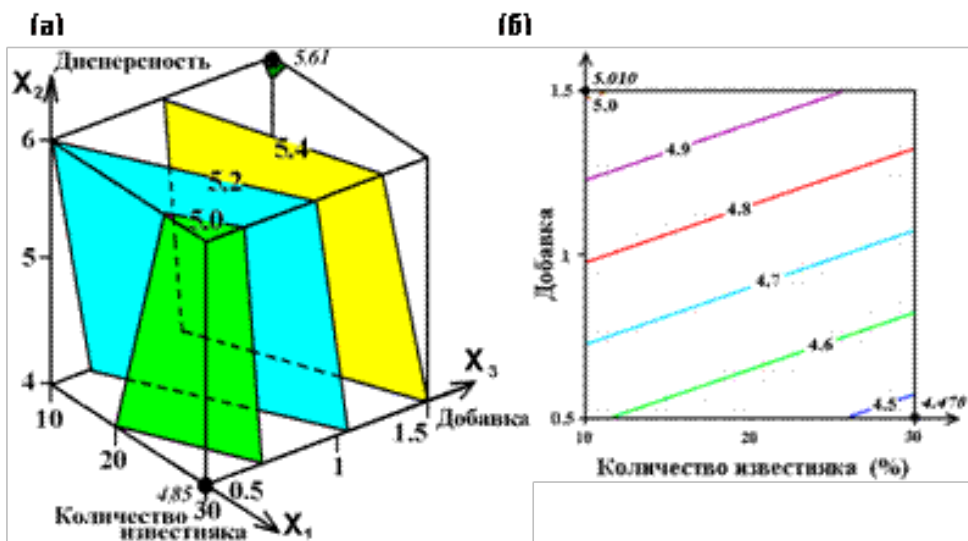 (а)
(б)
Дисперсность
5.61
X₂
6
5
4
5.4
5.2
5.0
10
20
30
4.85
0.5
1
1.5
X₃
Добавка
Количество
известняка
X₁
5.010
1.5
5.0
4.9
4.8
4.7
4.6
4.5
4.470
1
0.5
Добавка
10
20
30
Количество известняка (%)